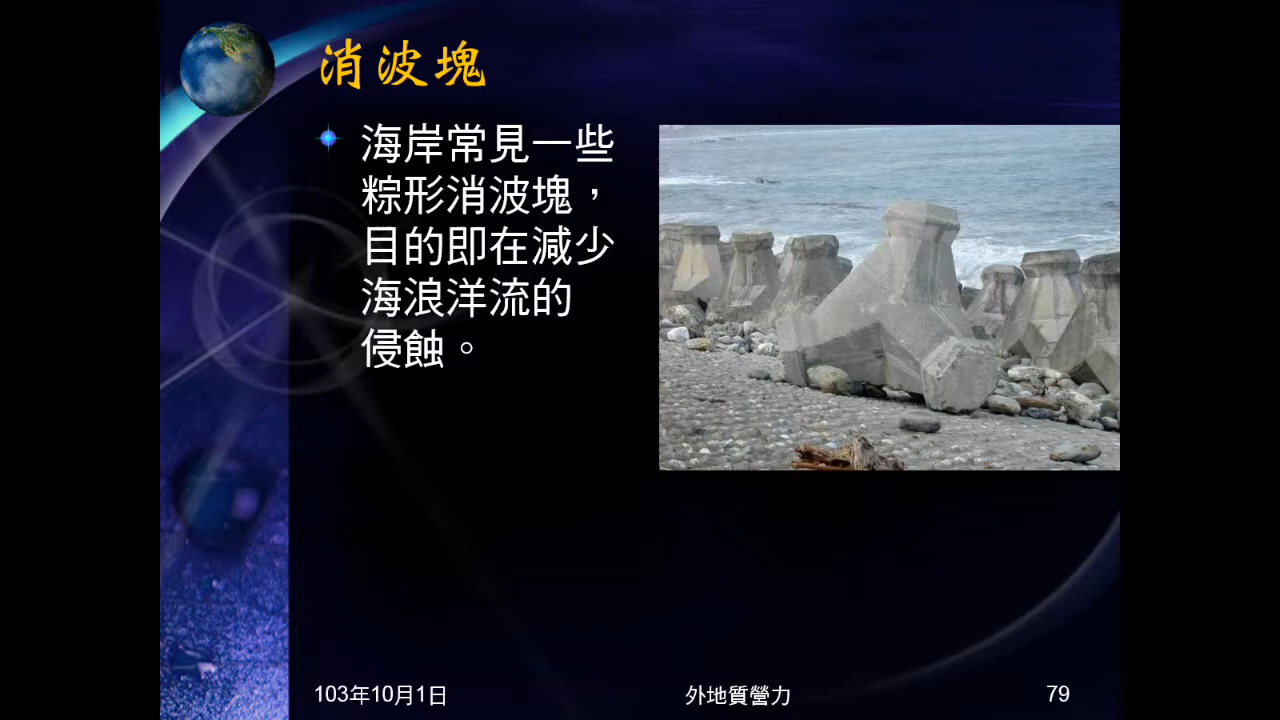 消波塊
海岸常見一些
粽形消波塊，
目的即在減少
海浪洋流的
侵蝕。
103年10月1日
外地質營力
79